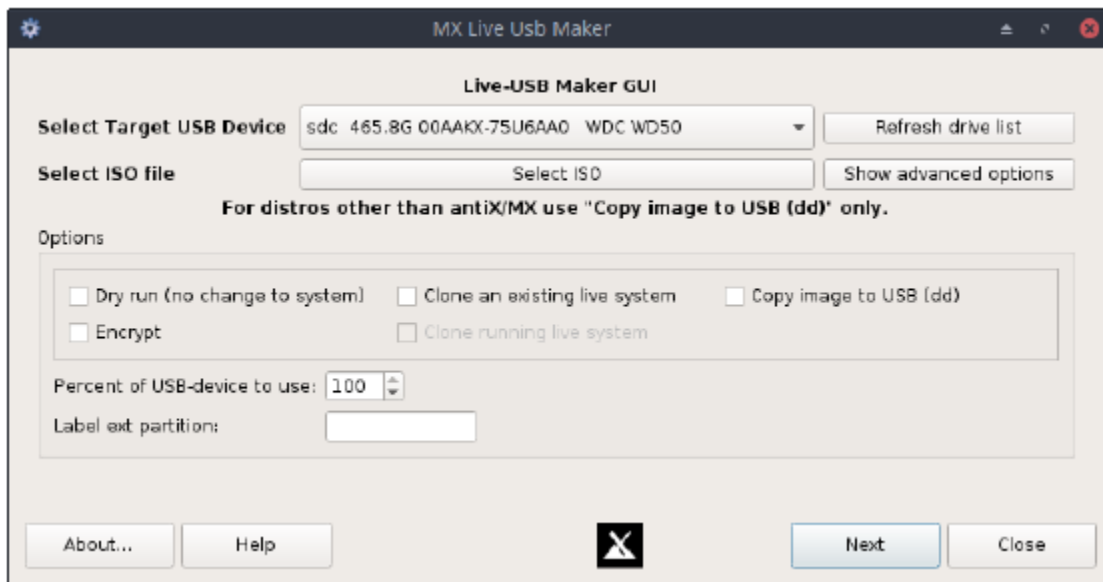 MX Live Usb Maker
Live-USB Maker GUI
Select Target USB Device sdc 465.8G 00AAKX-75U6AA0 WDC WD50 Refresh drive list
Select ISO file Select ISO Show advanced options
For distros other than antiX/MX use "Copy image to USB (dd)" only.
Options
Dry run (no change to system) Clone an existing live system Copy image to USB (dd)
Encrypt Clone running live system
Percent of USB-device to use: 100
Label ext partition:
About... Help Next Close